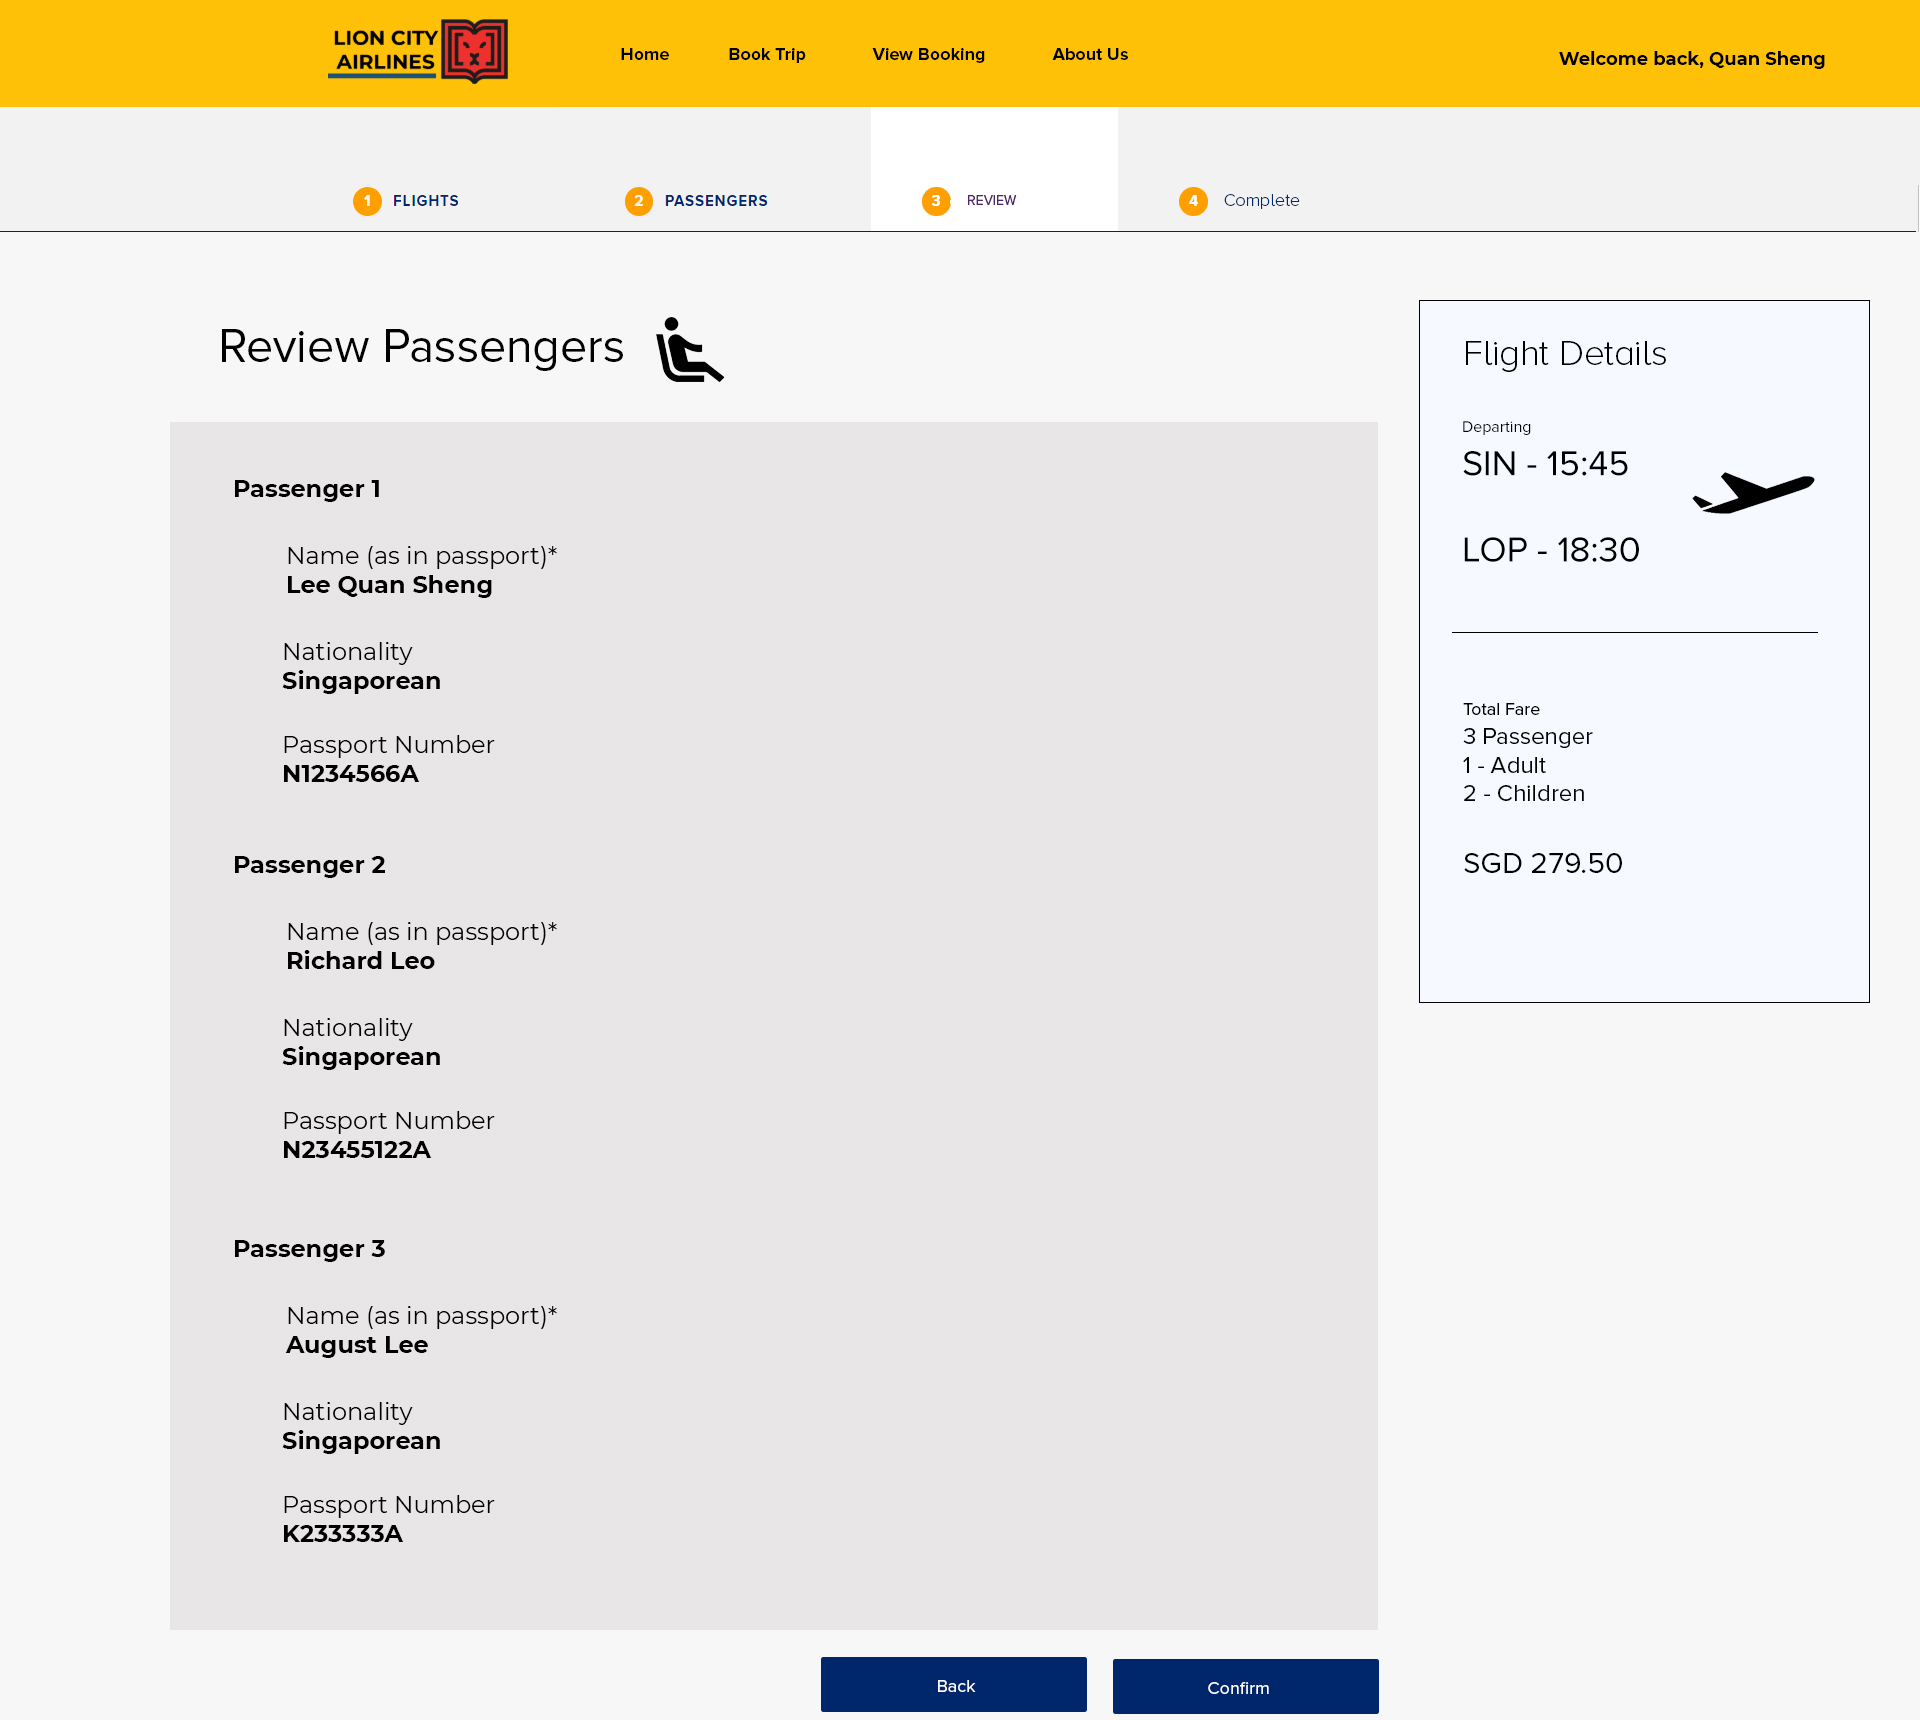 LION CITY
AIRLINES
Home
Book Trip
View Booking
About Us
Welcome back, Quan Sheng
1 FLIGHTS
2 PASSENGERS
3 REVIEW
4 Complete
Review Passengers
Passenger 1
Name (as in passport)*
Lee Quan Sheng
Nationality
Singaporean
Passport Number
N1234566A
Passenger 2
Name (as in passport)*
Richard Leo
Nationality
Singaporean
Passport Number
N23455122A
Passenger 3
Name (as in passport)*
August Lee
Nationality
Singaporean
Passport Number
K233333A
Flight Details
Departing
SIN - 15:45
LOP - 18:30
Total Fare
3 Passenger
1 - Adult
2 - Children
SGD 279.50
Back
Confirm